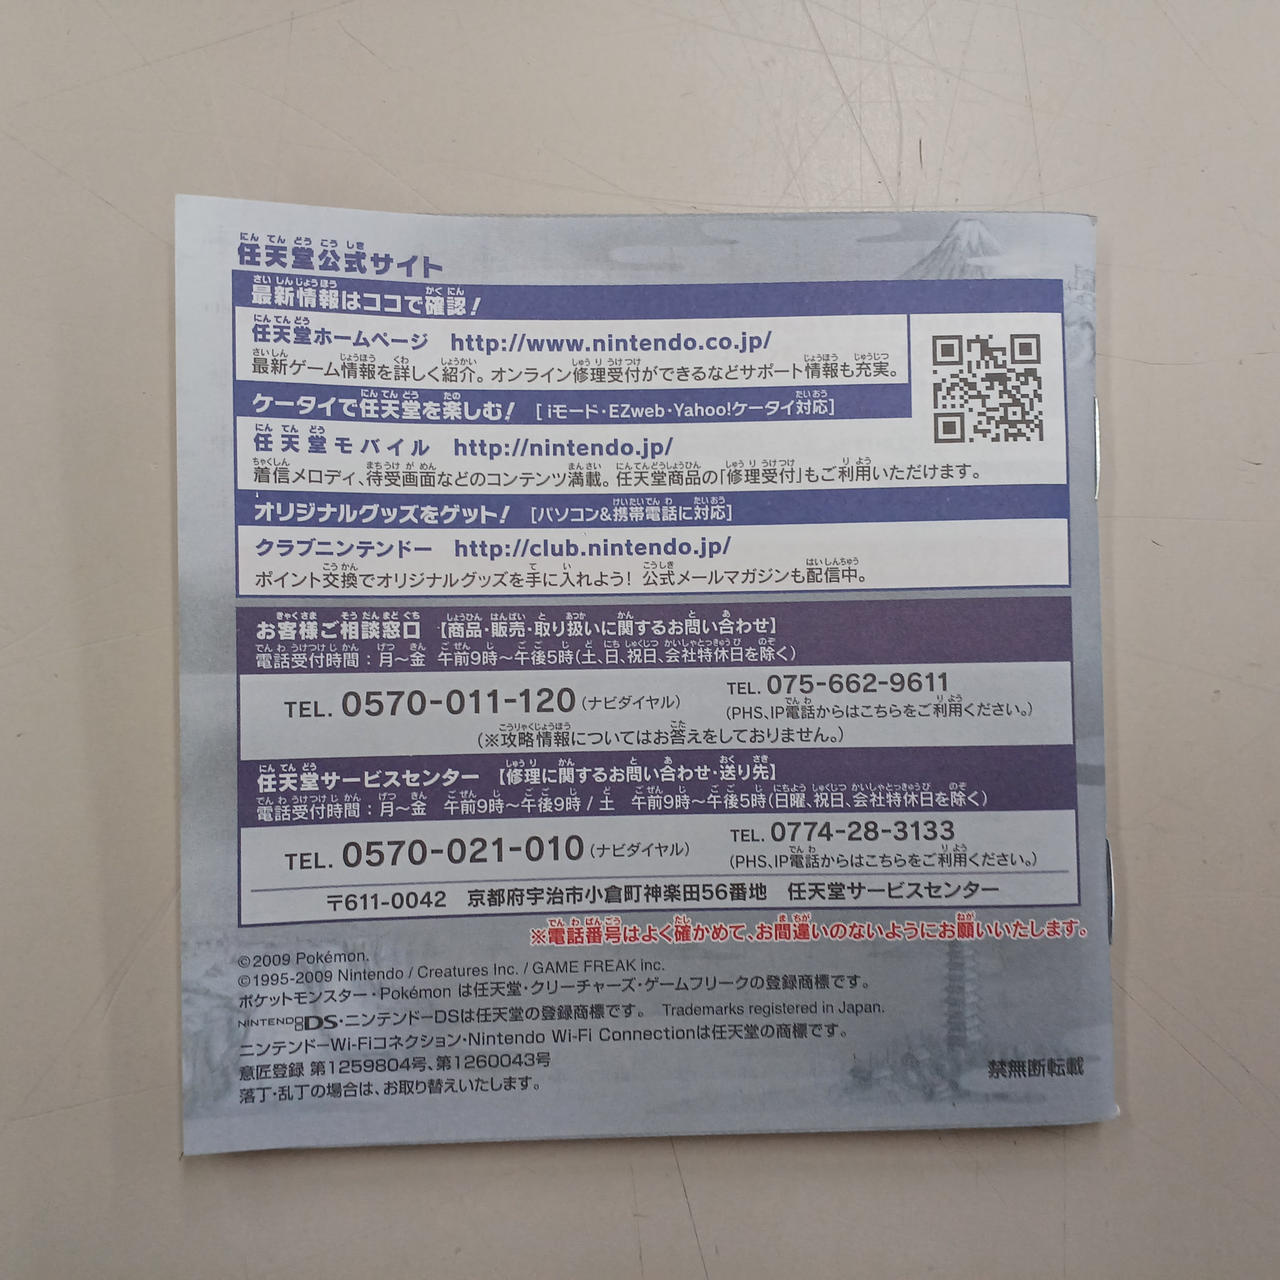 任天堂公式サイト
最新情報はココで確認！
任天堂ホームページ http://www.nintendo.co.jp/
最新ゲーム情報を詳しく紹介。オンライン修理受付ができるなどサポート情報も充実。
ケータイで任天堂を楽しむ！ [ iモード・EZweb・Yahoo!ケータイ対応]
任天堂モバイル http://nintendo.jp/
着信メロディ、待受画面などのコンテンツ満載。任天堂商品の「修理受付」もご利用いただけます。
オリジナルグッズをゲット！ [パソコン&携帯電話に対応]
クラブニンテンドー http://club.nintendo.jp/
ポイント交換でオリジナルグッズを手に入れよう！ 公式メールマガジンも配信中。
お客様ご相談窓口 【商品・販売・取り扱いに関するお問い合わせ】
電話受付時間：月～金 午前9時～午後5時(土、日、祝日、会社特休日を除く)
TEL. 0570-011-120 (ナビダイヤル) TEL. 075-662-9611
(PHS、IP電話からはこちらをご利用ください。)
(※攻略情報についてはお答えをしておりません。)
任天堂サービスセンター 【修理に関するお問い合わせ・送り先】
電話受付時間：月～金 午前9時～午後9時 / 土 午前9時～午後5時(日曜、祝日、会社特休日を除く)
TEL. 0570-021-010 (ナビダイヤル) TEL. 0774-28-3133
(PHS、IP電話からはこちらをご利用ください。)
〒611-0042 京都府宇治市小倉町神楽田56番地 任天堂サービスセンター
※電話番号はよく確かめて、お間違いのないようにお願いいたします。
©2009 Pokémon.
©1995-2009 Nintendo / Creatures Inc. / GAME FREAK inc.
ポケットモンスター・Pokémon は任天堂・クリーチャーズ・ゲームフリークの登録商標です。
NINTENDO DS・ニンテンドーDSは任天堂の登録商標です。 Trademarks registered in Japan.
ニンテンドーWi-Fiコネクション・Nintendo Wi-Fi Connectionは任天堂の商標です。
意匠登録 第1259804号、第1260043号
落丁・乱丁の場合は、お取り替えいたします。
禁無断転載